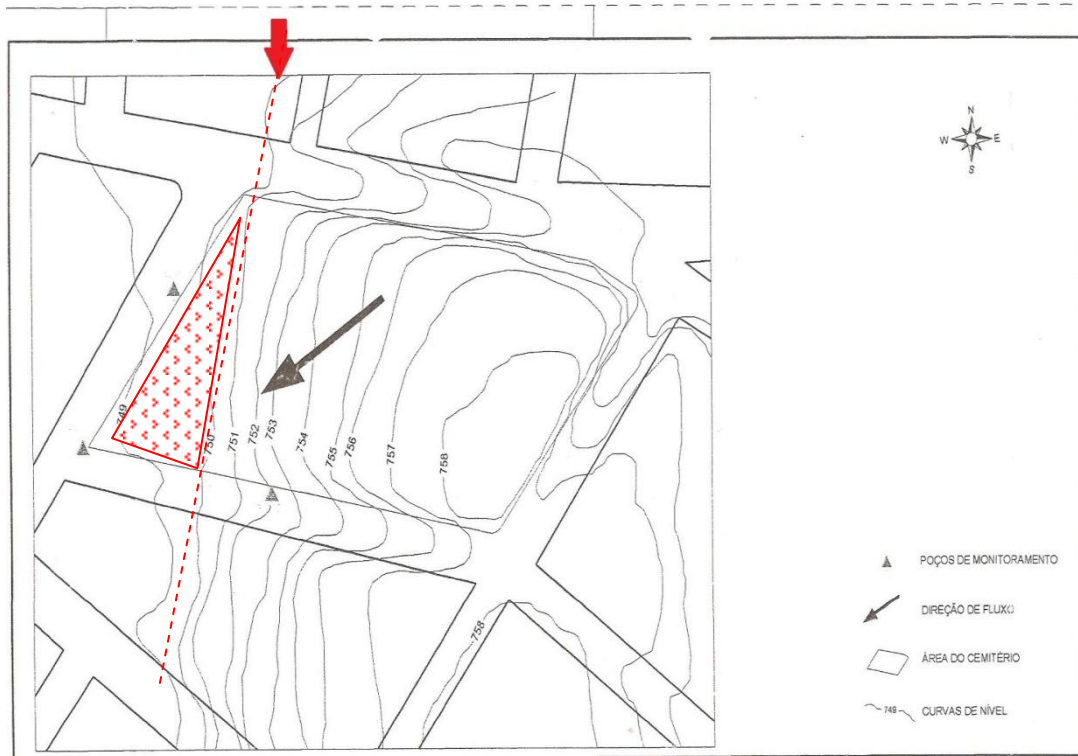 N
W E
S
749
750
751
752
753
754
755
756
757
758
758
POÇOS DE MONITORAMENTO
DIREÇÃO DE FLUXO
ÁREA DO CEMITÉRIO
749 CURVAS DE NÍVEL